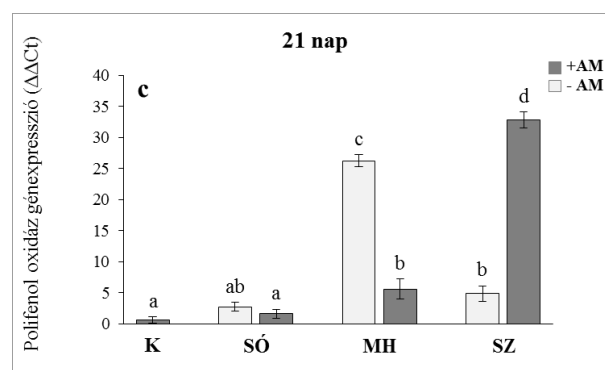 21 nap
+AM
- AM
c
Polifenol oxidáz génexpresszió (ΔΔCt)
40
35
30
25
20
15
10
5
0
a
ab
a
c
b
b
d
K SÓ MH SZ